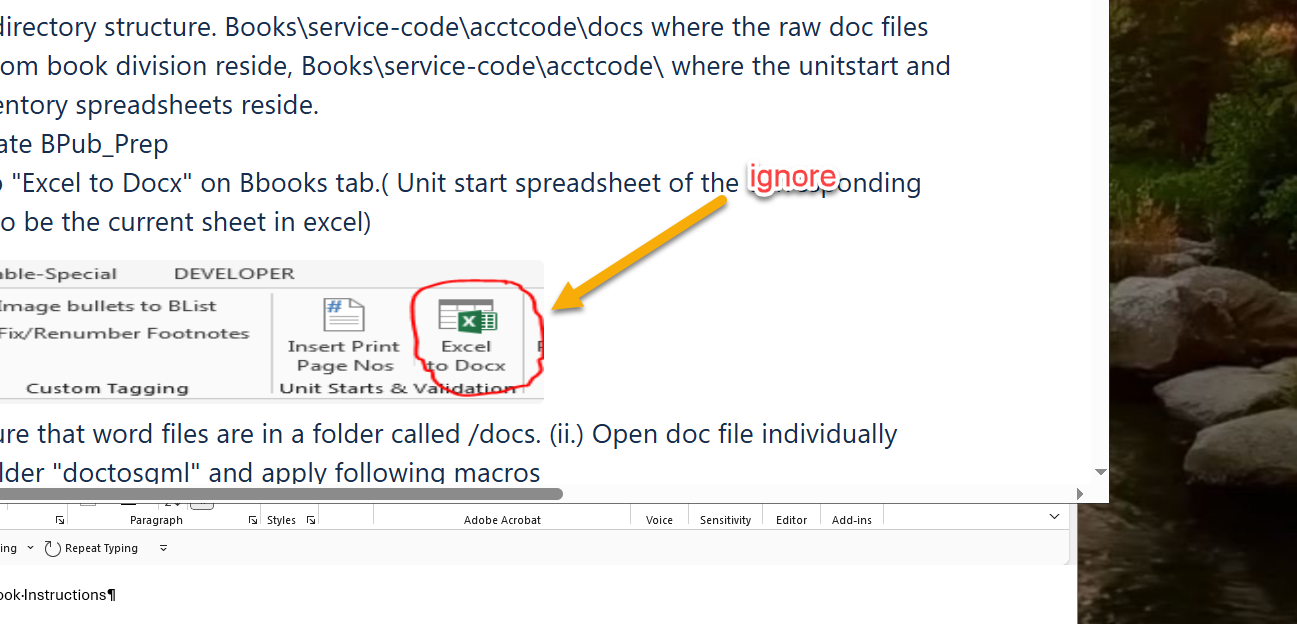 directory structure. Books\service-code\acctcode\docs where the raw doc files
om book division reside, Books\service-code\acctcode\ where the unitstart and
entory spreadsheets reside.
ate BPub_Prep
"Excel to Docx" on Bbooks tab.( Unit start spreadsheet of the
ignore
o be the current sheet in excel)
ble-Special DEVELOPER
Image bullets to BList
Fix/Renumber Footnotes
Insert Print
Page Nos
Excel
to Docx
Custom Tagging
Unit Starts & Validation
ure that word files are in a folder called /docs. (ii.) Open doc file individually
lder "doctosgml" and apply following macros
Paragraph Styles Adobe Acrobat Voice Sensitivity Editor Add-ins
ing Repeat Typing
ook·Instructions¶